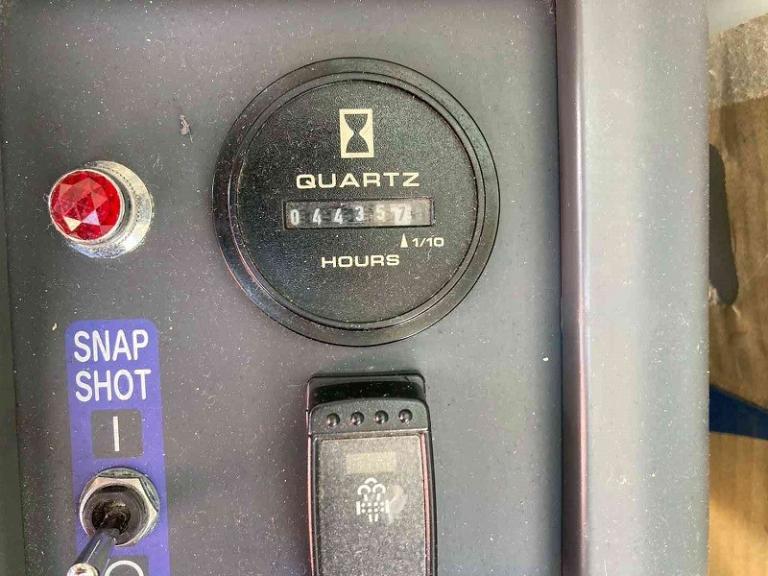 QUARTZ
044357
1/10
HOURS
SNAP
SHOT
I
O